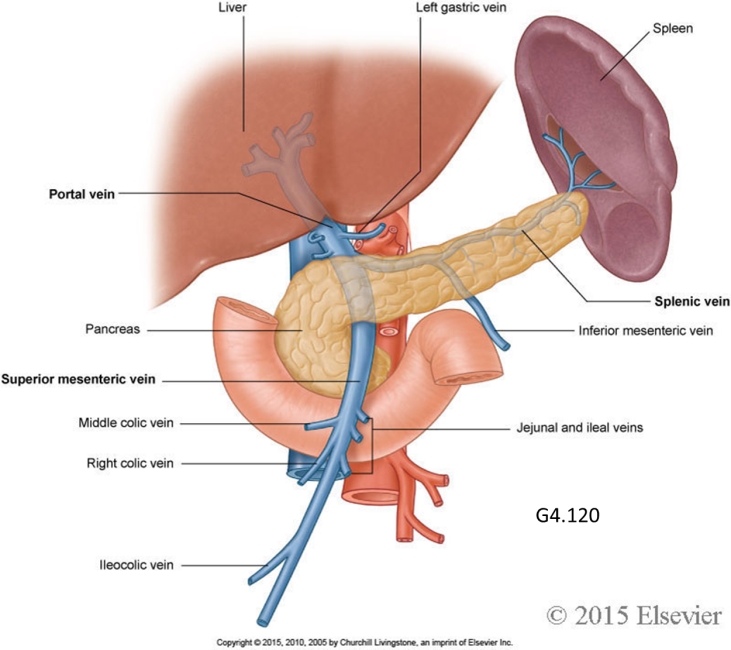 Liver
Left gastric vein
Spleen
Portal vein
Splenic vein
Pancreas
Inferior mesenteric vein
Superior mesenteric vein
Middle colic vein
Jejunal and ileal veins
Right colic vein
G4.120
Ileocolic vein
© 2015 Elsevier
Copyright © 2015, 2010, 2005 by Churchill Livingstone, an imprint of Elsevier Inc.